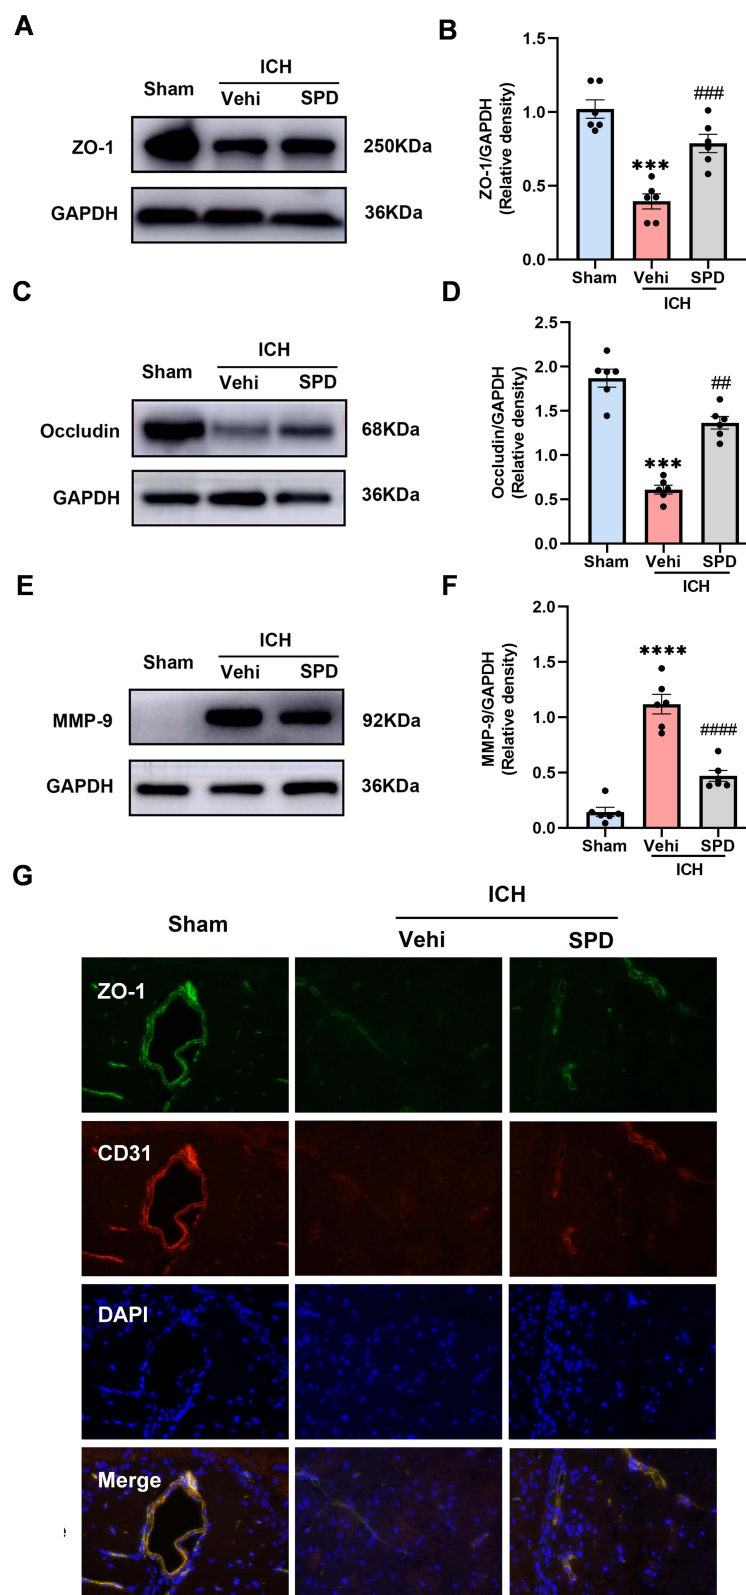 A
Sham
ICH
Vehi SPD
ZO-1
250KDa
GAPDH
36KDa
B
ZO-1/GAPDH
(Relative density)
1.5
1.0
0.5
0.0
***
###
Sham Vehi SPD
ICH
C
Sham
ICH
Vehi SPD
Occludin
68KDa
GAPDH
36KDa
D
Occludin/GAPDH
(Relative density)
2.5
2.0
1.5
1.0
0.5
0.0
***
##
Sham Vehi SPD
ICH
E
Sham
ICH
Vehi SPD
MMP-9
92KDa
GAPDH
36KDa
F
MMP-9/GAPDH
(Relative density)
2.0
1.5
1.0
0.5
0.0
****
####
Sham Vehi SPD
ICH
G
Sham
ICH
Vehi SPD
ZO-1
CD31
DAPI
Merge